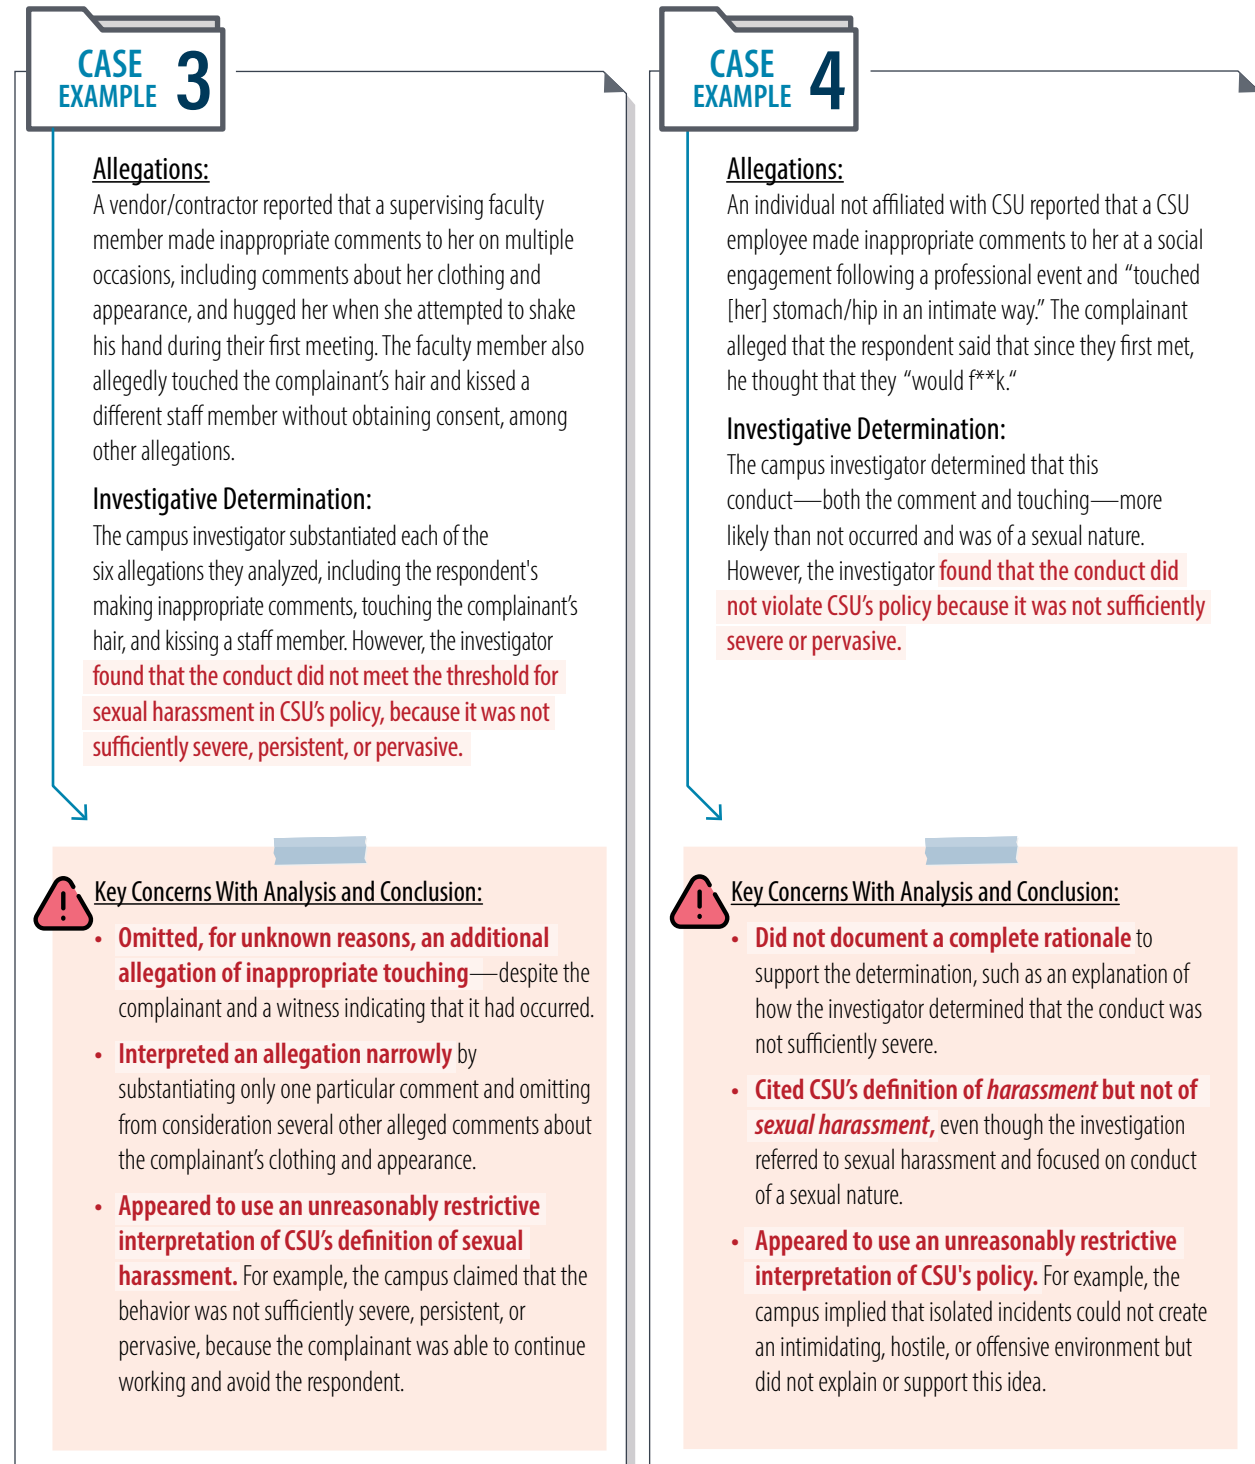 CASE
EXAMPLE 3
Allegations:
A vendor/contractor reported that a supervising faculty
member made inappropriate comments to her on multiple
occasions, including comments about her clothing and
appearance, and hugged her when she attempted to shake
his hand during their first meeting. The faculty member also
allegedly touched the complainant’s hair and kissed a
different staff member without obtaining consent, among
other allegations.
Investigative Determination:
The campus investigator substantiated each of the
six allegations they analyzed, including the respondent's
making inappropriate comments, touching the complainant’s
hair, and kissing a staff member. However, the investigator
found that the conduct did not meet the threshold for
sexual harassment in CSU’s policy, because it was not
sufficiently severe, persistent, or pervasive.
Key Concerns With Analysis and Conclusion:
• Omitted, for unknown reasons, an additional
allegation of inappropriate touching—despite the
complainant and a witness indicating that it had occurred.
• Interpreted an allegation narrowly by
substantiating only one particular comment and omitting
from consideration several other alleged comments about
the complainant’s clothing and appearance.
• Appeared to use an unreasonably restrictive
interpretation of CSU’s definition of sexual
harassment. For example, the campus claimed that the
behavior was not sufficiently severe, persistent, or
pervasive, because the complainant was able to continue
working and avoid the respondent.
CASE
EXAMPLE 4
Allegations:
An individual not affiliated with CSU reported that a CSU
employee made inappropriate comments to her at a social
engagement following a professional event and “touched
[her] stomach/hip in an intimate way.” The complainant
alleged that the respondent said that since they first met,
he thought that they “would f**k.“
Investigative Determination:
The campus investigator determined that this
conduct—both the comment and touching—more
likely than not occurred and was of a sexual nature.
However, the investigator found that the conduct did
not violate CSU’s policy because it was not sufficiently
severe or pervasive.
Key Concerns With Analysis and Conclusion:
• Did not document a complete rationale to
support the determination, such as an explanation of
how the investigator determined that the conduct was
not sufficiently severe.
• Cited CSU’s definition of harassment but not of
sexual harassment, even though the investigation
referred to sexual harassment and focused on conduct
of a sexual nature.
• Appeared to use an unreasonably restrictive
interpretation of CSU's policy. For example, the
campus implied that isolated incidents could not create
an intimidating, hostile, or offensive environment but
did not explain or support this idea.